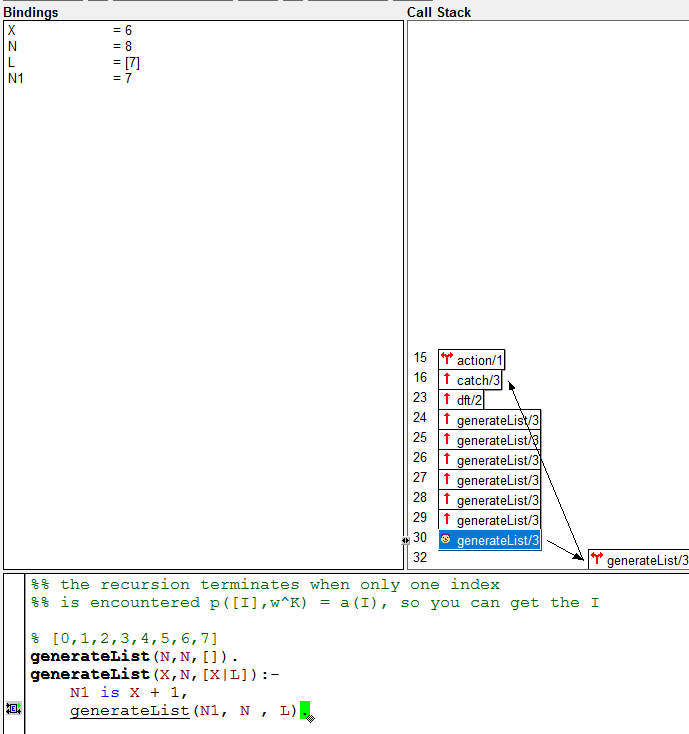 Bindings
X = 6
N = 8
L = [7]
N1 = 7
Call Stack
15 action/1
16 catch/3
23 dft/2
24 generateList/3
25 generateList/3
26 generateList/3
27 generateList/3
28 generateList/3
29 generateList/3
30 generateList/3
32 generateList/3
%% the recursion terminates when only one index
%% is encountered p([I],w^K) = a(I), so you can get the I
% [0,1,2,3,4,5,6,7]
generateList(N,N,[]).
generateList(X,N,[X|L]):-
N1 is X + 1,
generateList(N1, N , L).